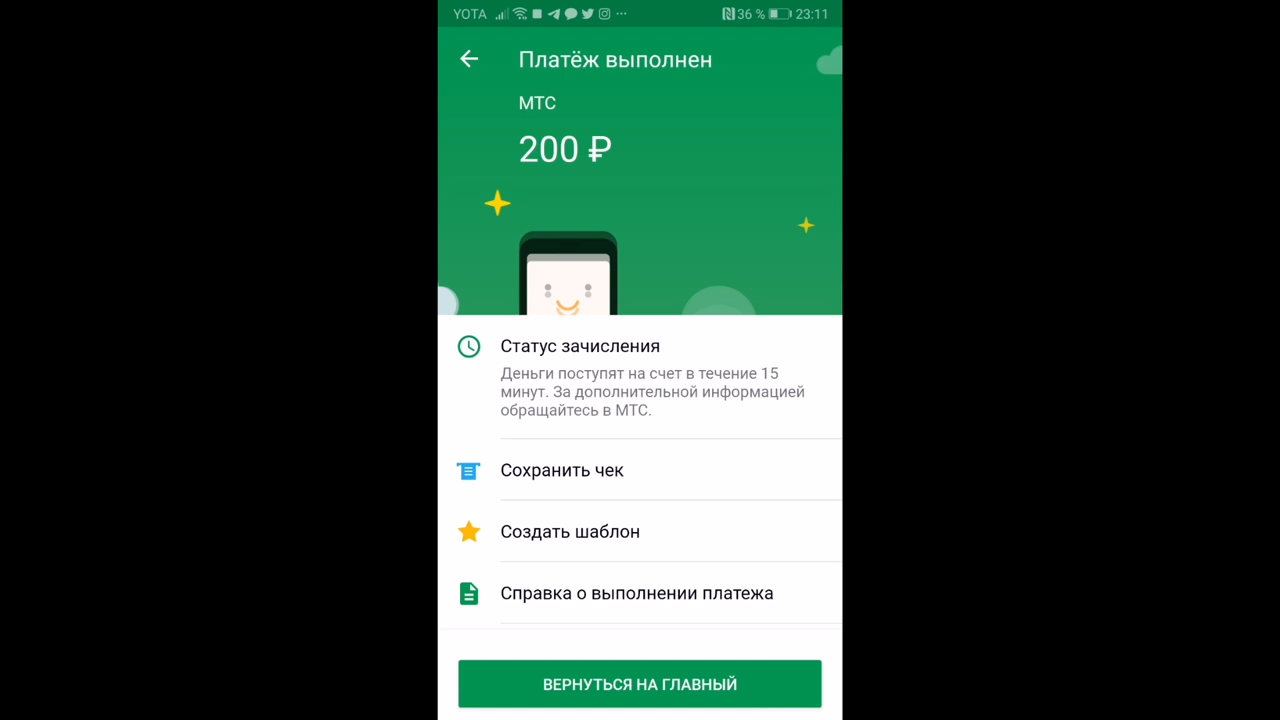 YOTA 36 % 23:11
Платёж выполнен
МТС
200 ₽
Статус зачисления
Деньги поступят на счет в течение 15
минут. За дополнительной информацией
обращайтесь в МТС.
Сохранить чек
Создать шаблон
Справка о выполнении платежа
ВЕРНУТЬСЯ НА ГЛАВНЫЙ